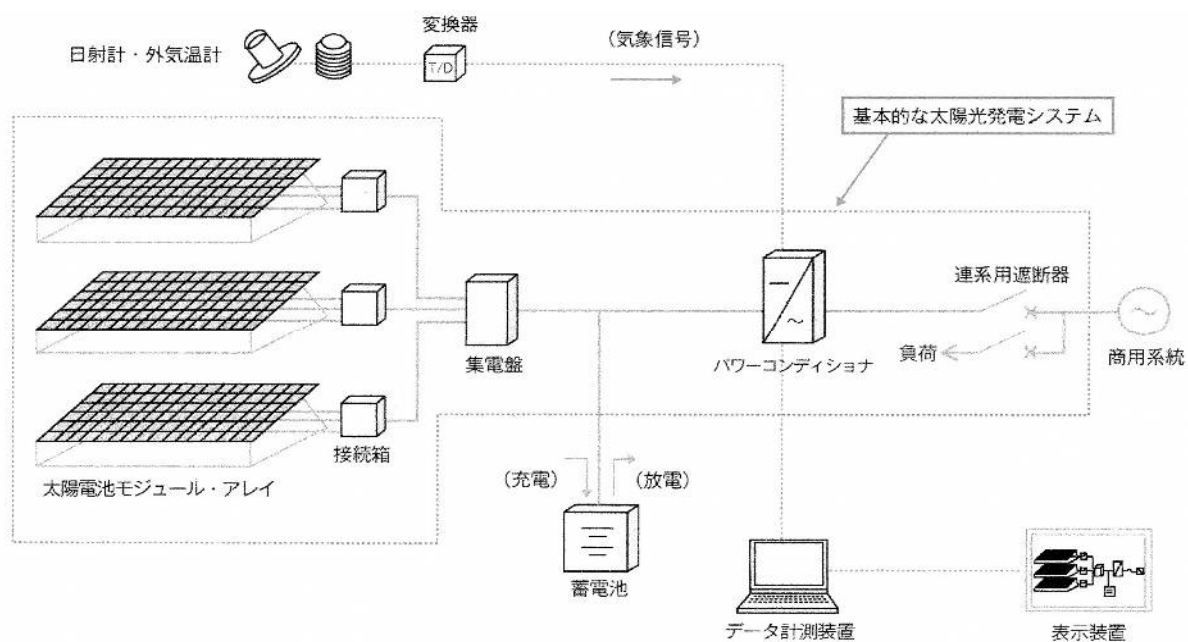 変換器
日射計・外気温計
T/D
(気象信号)
基本的な太陽光発電システム
連系用遮断器
集電盤
パワーコンディショナ
負荷
商用系統
接続箱
太陽電池モジュール・アレイ
(充電)
(放電)
蓄電池
データ計測装置
表示装置